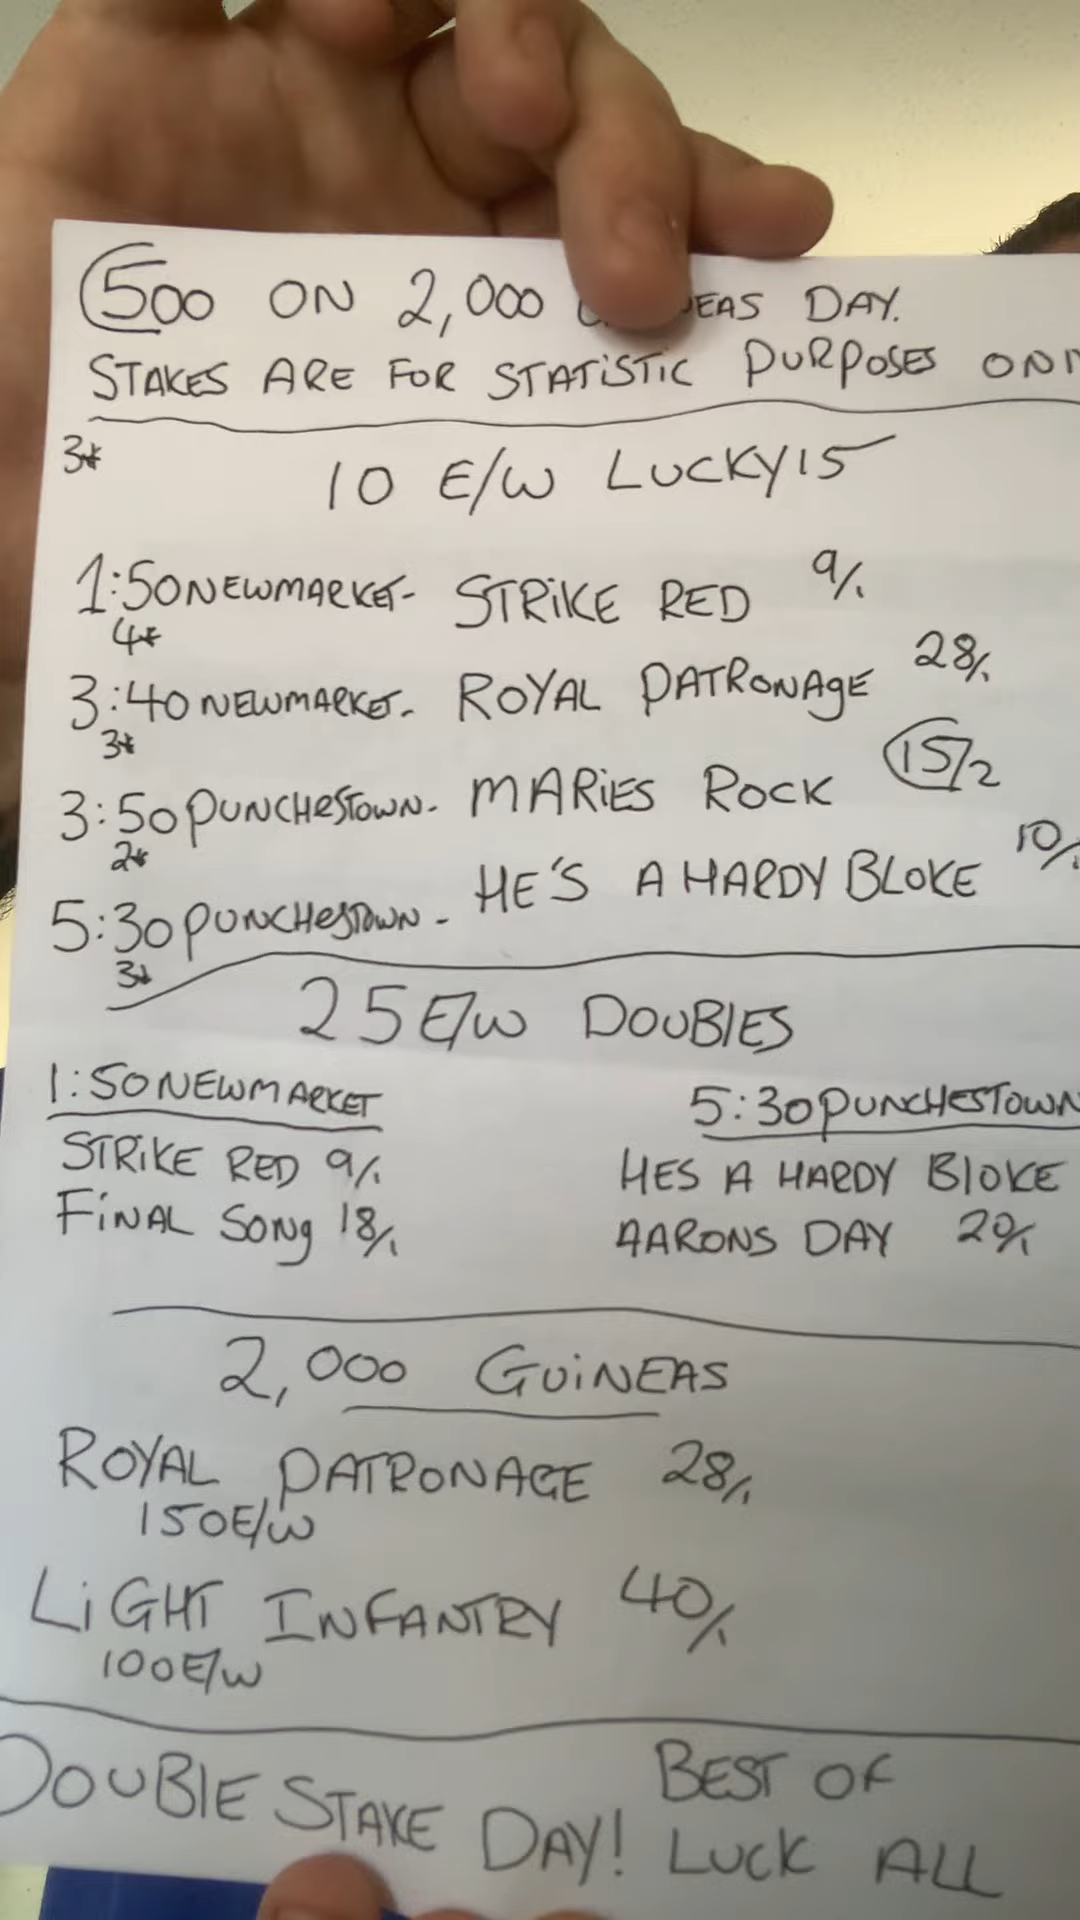 500 ON 2,000 EAS DAY.
STAKES ARE FOR STATISTIC PURPOSES
3* 10 E/W LUCKY15
1:50 NEWMARKET- STRIKE RED 9/1
4*
3:40 NEWMARKET- ROYAL PATRONAGE 28/1
3*
3:50 PUNCHESTOWN- MARIES ROCK 15/2
2*
5:30 PUNCHESTOWN- HE'S A HARDY BLOKE 10/1
3*
25 E/W DOUBLES
1:50 NEWMARKET
STRIKE RED 9/1
FINAL SONG 18/1
5:30 PUNCHESTOWN
HES A HARDY BLOKE
AARONS DAY 20/1
2,000 GUINEAS
ROYAL PATRONAGE 28/1
150 E/W
LIGHT INFANTRY 40/1
100 E/W
DOUBLE STAKE DAY! BEST OF
LUCK ALL